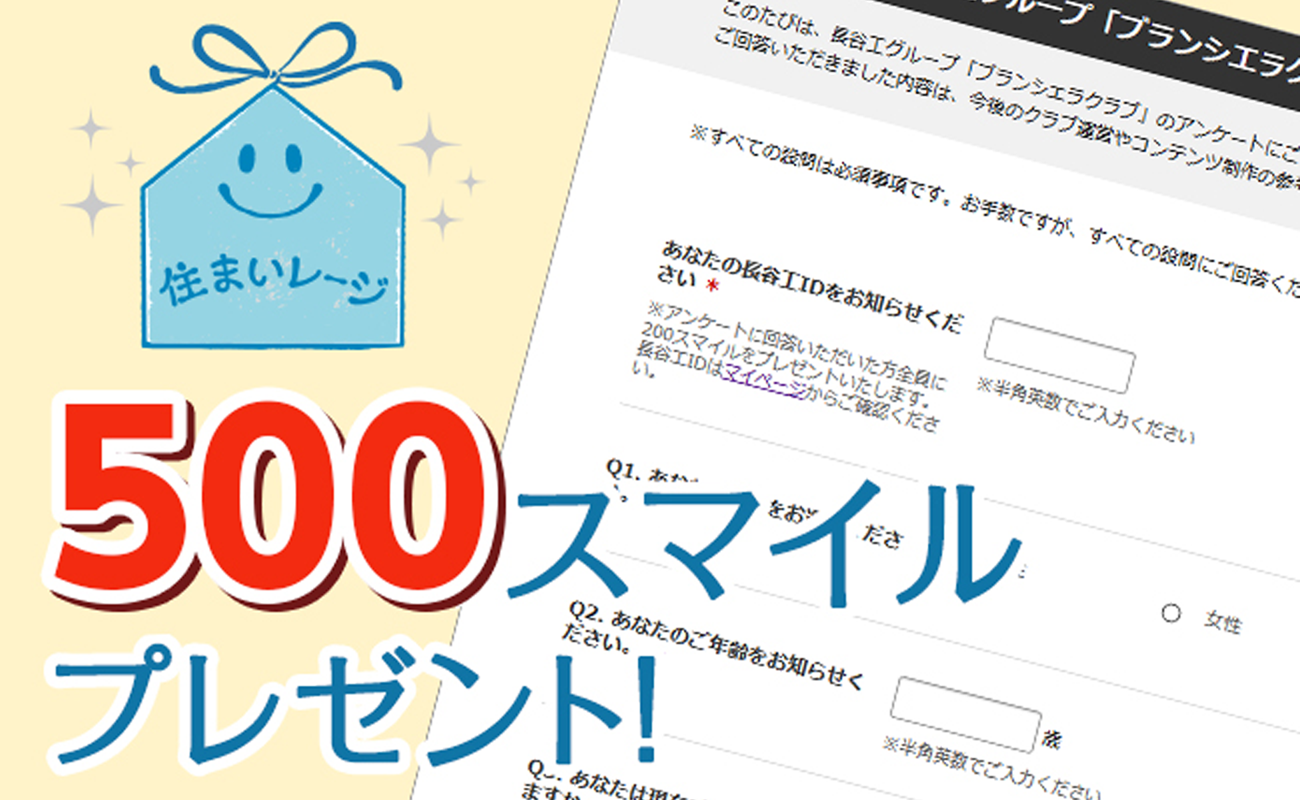 住まいレージ
500スマイル
プレゼント!
グループ「ブランシエラク
このたびは、長谷工グループ「ブランシエラクラブ」のアンケートにご
ご回答いただきました内容は、今後のクラブ運営やコンテンツ制作の参考
※すべての設問は必須事項です。お手数ですが、すべての設問にご回答くだ
あなたの長谷工IDをお知らせくだ
さい *
※アンケートに回答いただいた方全員に
200スマイルをプレゼントいたします。
長谷工IDはマイページからご確認くださ
い。
※半角英数でご入力ください
Q1. あな
をお
ださ
女性
Q2. あなたのご年齢をお知らせく
ださい。
歳
※半角英数でご入力ください
あなたは現
ますか